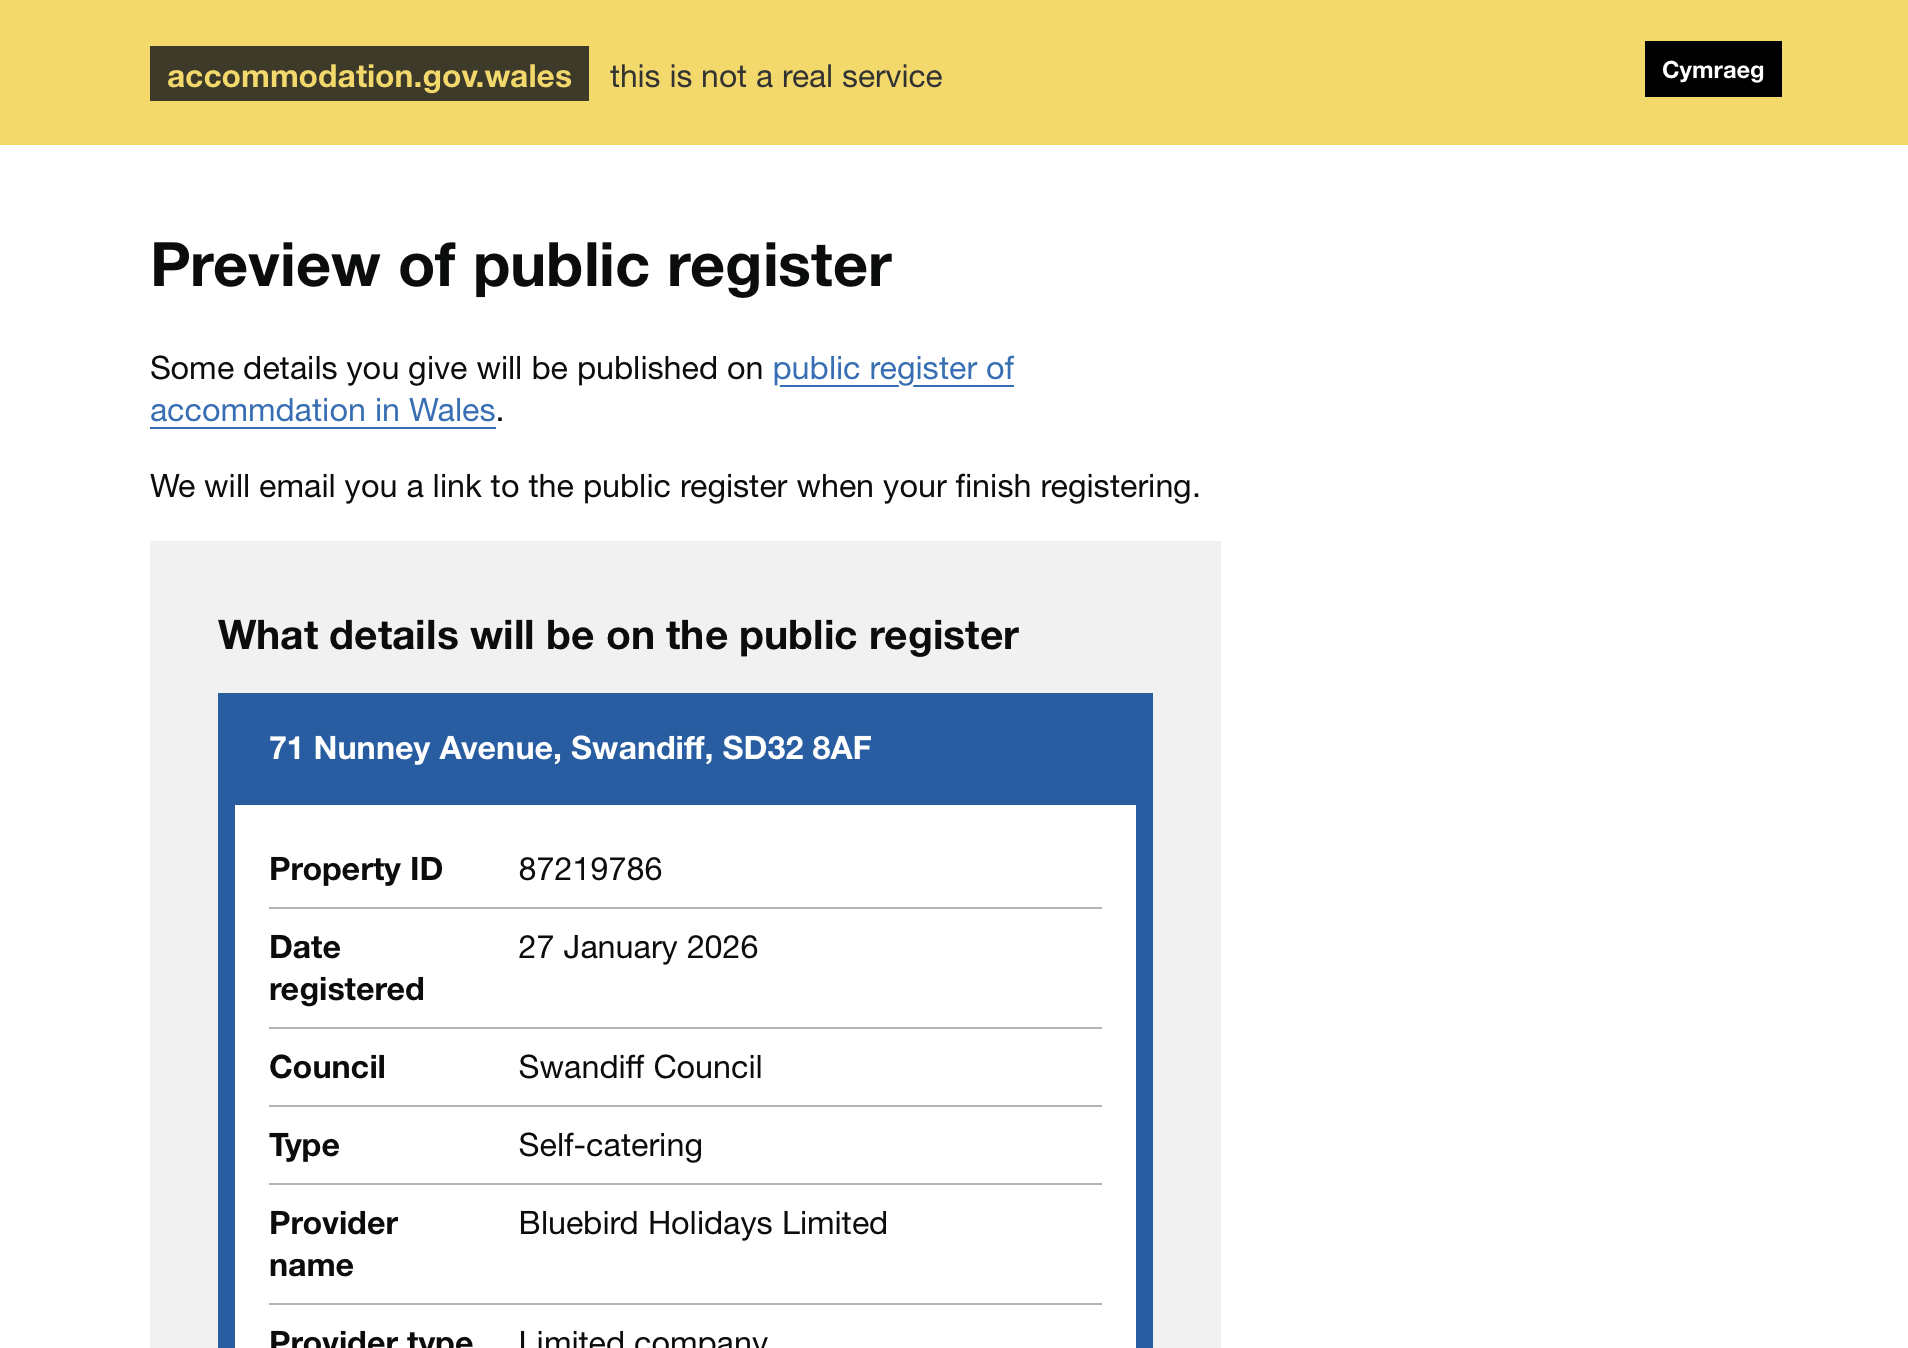 accommodation.gov.wales this is not a real service
Cymraeg
Preview of public register
Some details you give will be published on public register of
accommdation in Wales.
We will email you a link to the public register when your finish registering.
What details will be on the public register
71 Nunney Avenue, Swandiff, SD32 8AF
Property ID 87219786
Date 27 January 2026
registered
Council Swandiff Council
Type Self-catering
Provider Bluebird Holidays Limited
name
Provider type Limited company